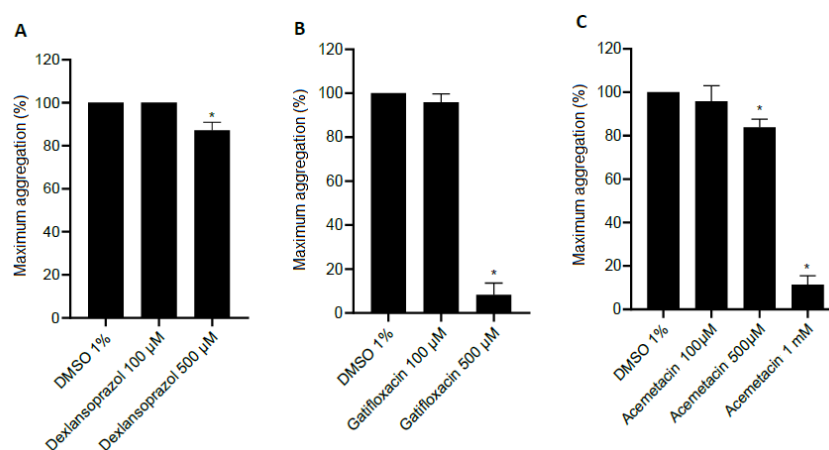 A
Maximum aggregation (%)
120
100
80
60
40
20
0
*
DMSO 1%
Dexlansoprazol 100 µM
Dexlansoprazol 500 µM
B
Maximum aggregation (%)
120
100
80
60
40
20
0
*
DMSO 1%
Gatifloxacin 100 µM
Gatifloxacin 500 µM
C
Maximum aggregation (%)
120
100
80
60
40
20
0
*
*
DMSO 1%
Acemetacin 100µM
Acemetacin 500µM
Acemetacin 1 mM